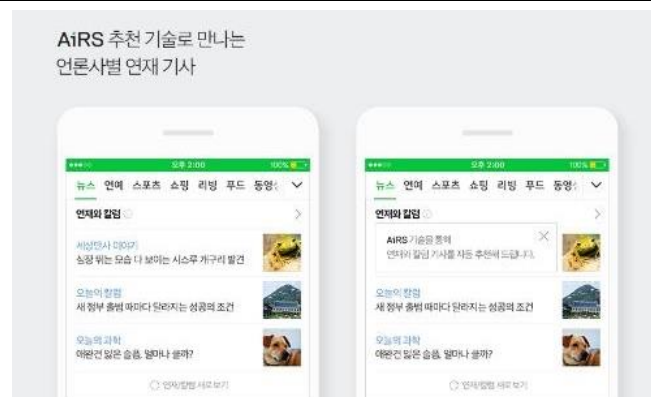 AiRS 추천 기술로 만나는
언론사별 연재 기사
오후 2:00
100%
뉴스 연예 스포츠 쇼핑 리빙 푸드 동영상
연재와 칼럼
세상만사 이야기
심장 뛰는 모습 다 보이는 시스루 개구리 발견
오늘의 칼럼
새 정부 출범 때마다 달라지는 성공의 조건
오늘의 과학
애완견 잃은 슬픔, 얼마나 클까?
연재/칼럼 새로보기
오후 2:00
100%
뉴스 연예 스포츠 쇼핑 리빙 푸드 동영상
연재와 칼럼
AiRS 기술을 통해
연재와 칼럼 기사를 자동 추천해 드립니다.
오늘의 칼럼
새 정부 출범 때마다 달라지는 성공의 조건
오늘의 과학
애완견 잃은 슬픔, 얼마나 클까?
연재/칼럼 새로보기